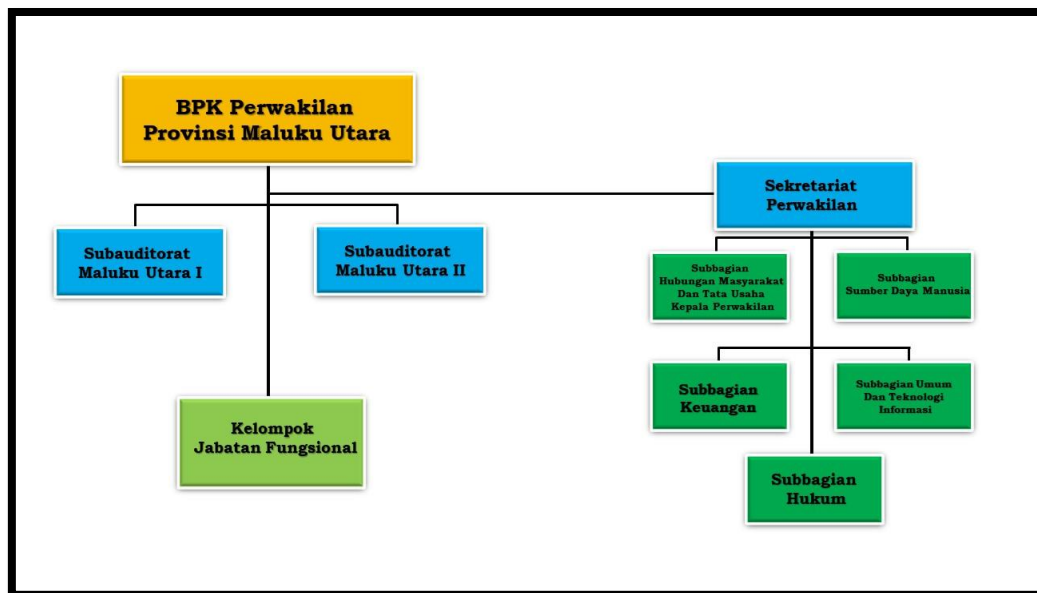 BPK Perwakilan
Provinsi Maluku Utara
Sekretariat
Perwakilan
Subauditorat
Maluku Utara I
Subauditorat
Maluku Utara II
Subbagian
Hubungan Masyarakat
Dan Tata Usaha
Kepala Perwakilan
Subbagian
Sumber Daya Manusia
Subbagian
Keuangan
Subbagian Umum
Dan Teknologi
Informasi
Kelompok
Jabatan Fungsional
Subbagian
Hukum